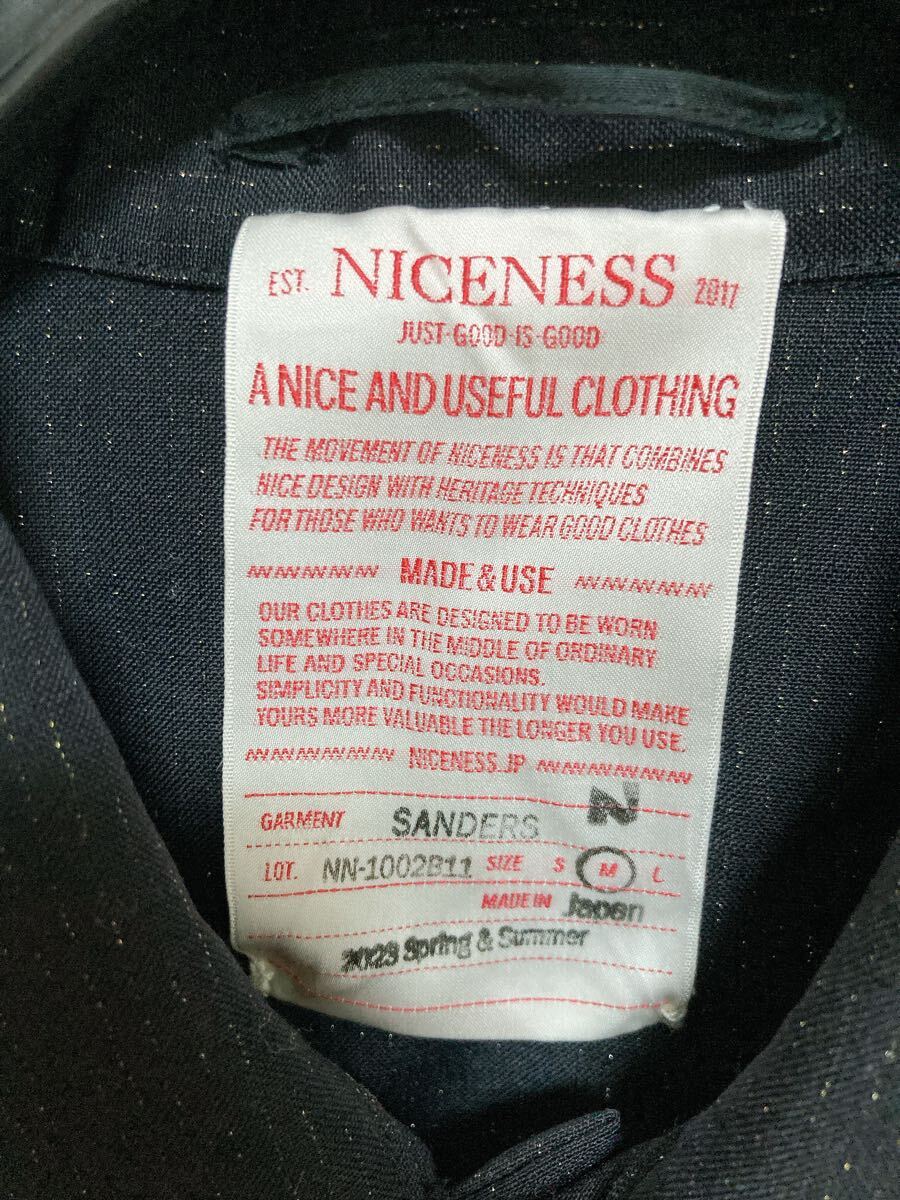 EST. NICENESS 2017
JUST-GOOD-IS-GOOD
A NICE AND USEFUL CLOTHING
THE MOVEMENT OF NICENESS IS THAT COMBINES
NICE DESIGN WITH HERITAGE TECHNIQUES
FOR THOSE WHO WANTS TO WEAR GOOD CLOTHES
MADE & USE
OUR CLOTHES ARE DESIGNED TO BE WORN
SOMEWHERE IN THE MIDDLE OF ORDINARY
LIFE AND SPECIAL OCCASIONS.
SIMPLICITY AND FUNCTIONALITY WOULD MAKE
YOURS MORE VALUABLE THE LONGER YOU USE.
NICENESS.JP
GARMENT SANDERS
LOT. NN-1002B11 SIZE S M L
MADE IN Japen
2023 Spring & Summer